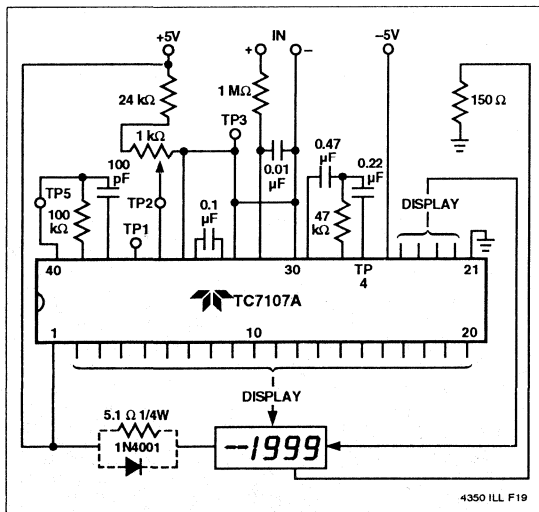 +5V
IN
–5V
+
–
24 kΩ
1 MΩ
150 Ω
1 kΩ
TP3
100
pF
0.01
µF
0.47
µF
0.22
µF
TP5
100
kΩ
TP2
TP1
0.1
µF
47
kΩ
DISPLAY
40
30
TP
4
21
TC7107A
1
10
20
DISPLAY
5.1 Ω 1/4W
1N4001
–1999
4350 ILL F19